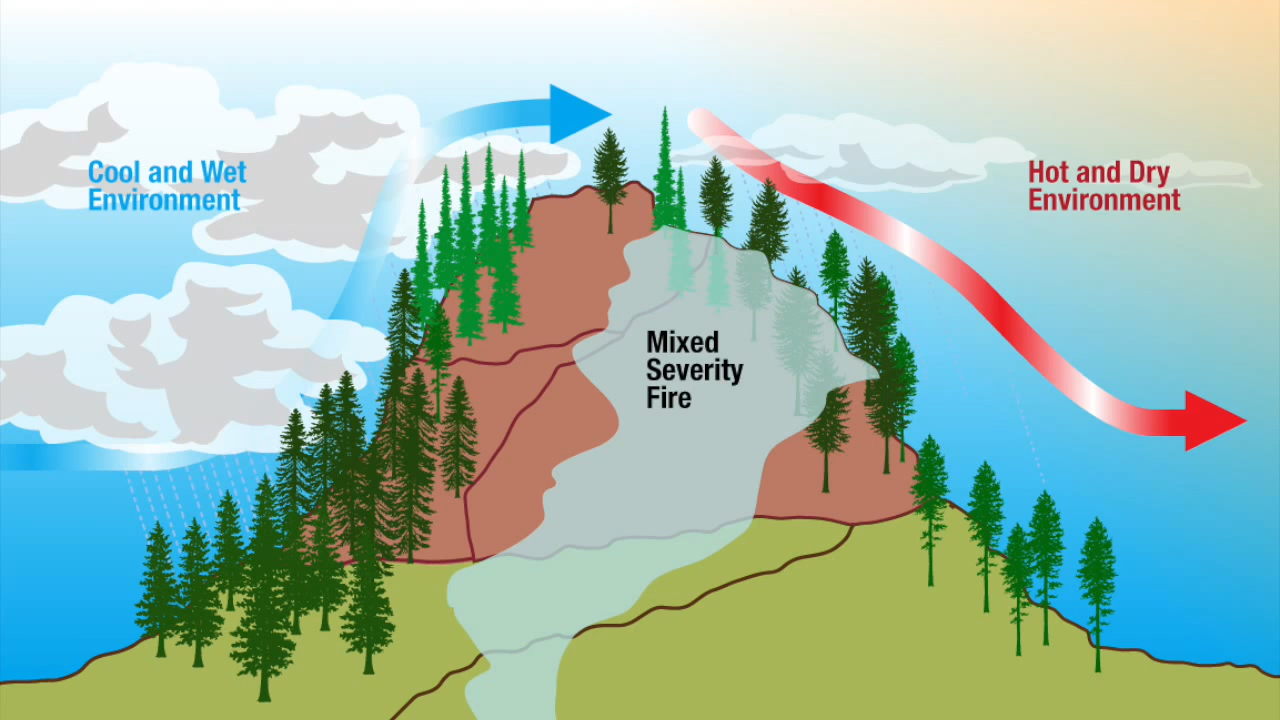 Cool and Wet
Environment
Hot and Dry
Environment
Mixed
Severity
Fire